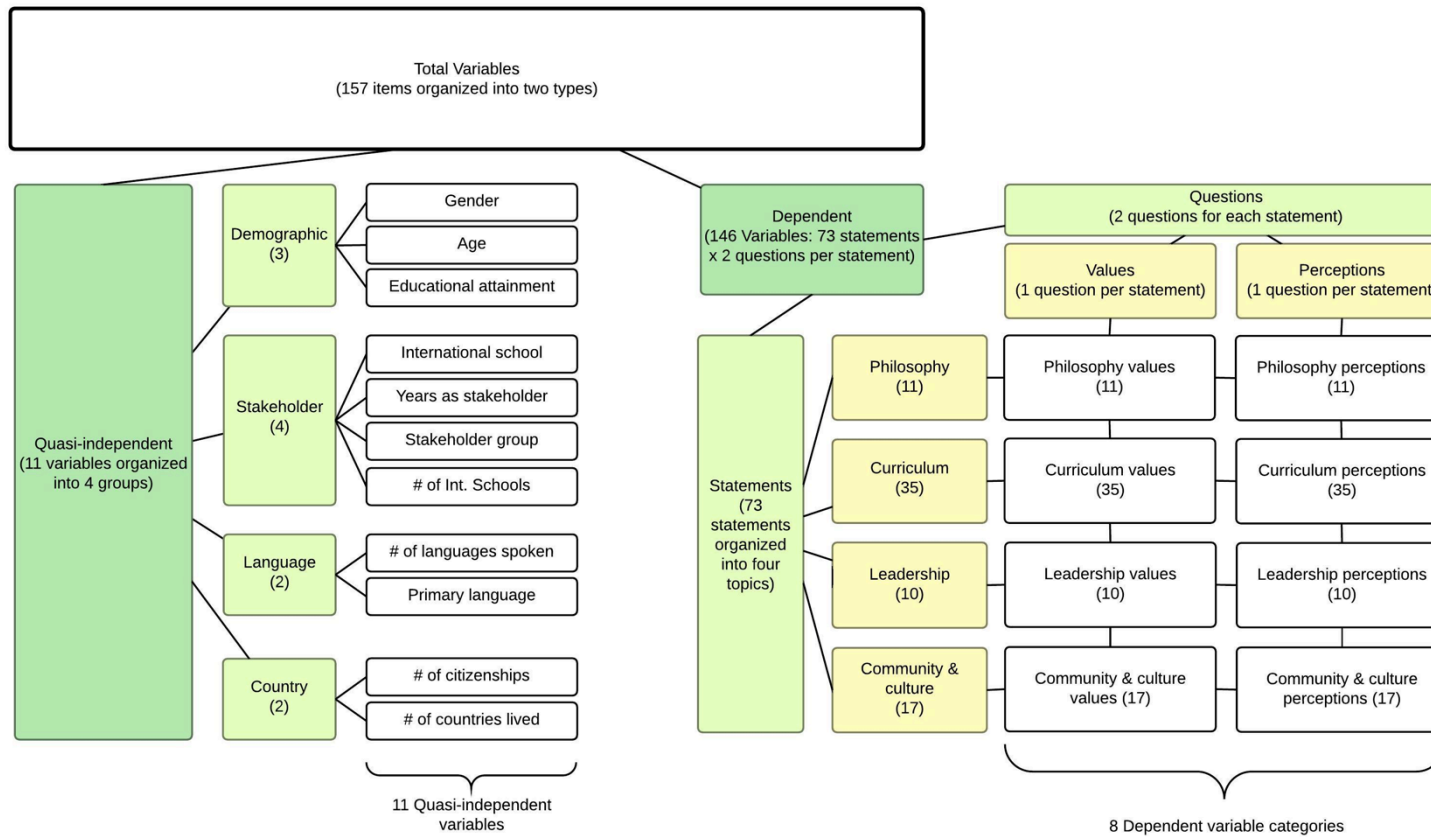 Total Variables
(157 items organized into two types)
Quasi-independent
(11 variables organized
into 4 groups)
Demographic
(3)
Gender
Age
Educational attainment
Stakeholder
(4)
International school
Years as stakeholder
Stakeholder group
# of Int. Schools
Language
(2)
# of languages spoken
Primary language
Country
(2)
# of citizenships
# of countries lived
11 Quasi-independent
variables
Dependent
(146 Variables: 73 statements
x 2 questions per statement)
Questions
(2 questions for each statement)
Values
(1 question per statement)
Perceptions
(1 question per statement
Statements
(73
statements
organized
into four
topics)
Philosophy
(11)
Philosophy values
(11)
Philosophy perceptions
(11)
Curriculum
(35)
Curriculum values
(35)
Curriculum perceptions
(35)
Leadership
(10)
Leadership values
(10)
Leadership perceptions
(10)
Community &
culture
(17)
Community & culture
values (17)
Community & culture
perceptions (17)
8 Dependent variable categories